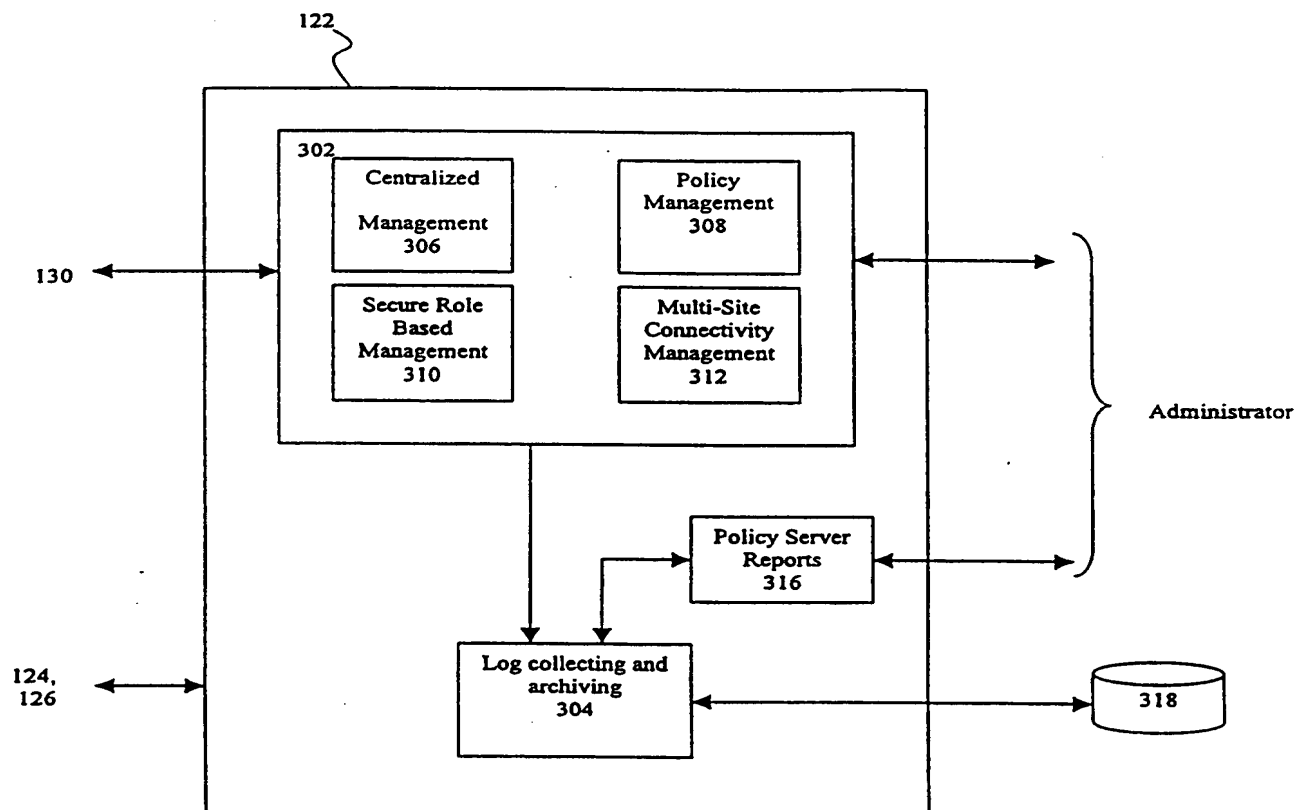 122
302
Centralized
Management
306
Policy
Management
308
130
Secure Role
Based
Management
310
Multi-Site
Connectivity
Management
312
Administrator
Policy Server
Reports
316
124,
126
Log collecting and
archiving
304
318